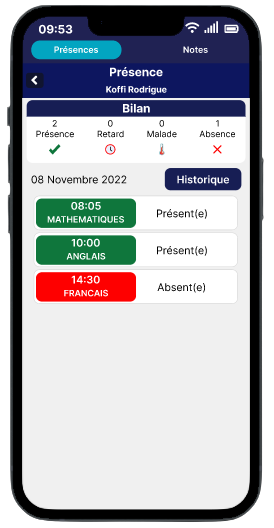 09:53
Présences Notes
Présence
Koffi Rodrigue
Bilan
2 0 0 1
Présence Retard Malade Absence
08 Novembre 2022 Historique
08:05
MATHEMATIQUES Présent(e)
10:00
ANGLAIS Présent(e)
14:30
FRANCAIS Absent(e)